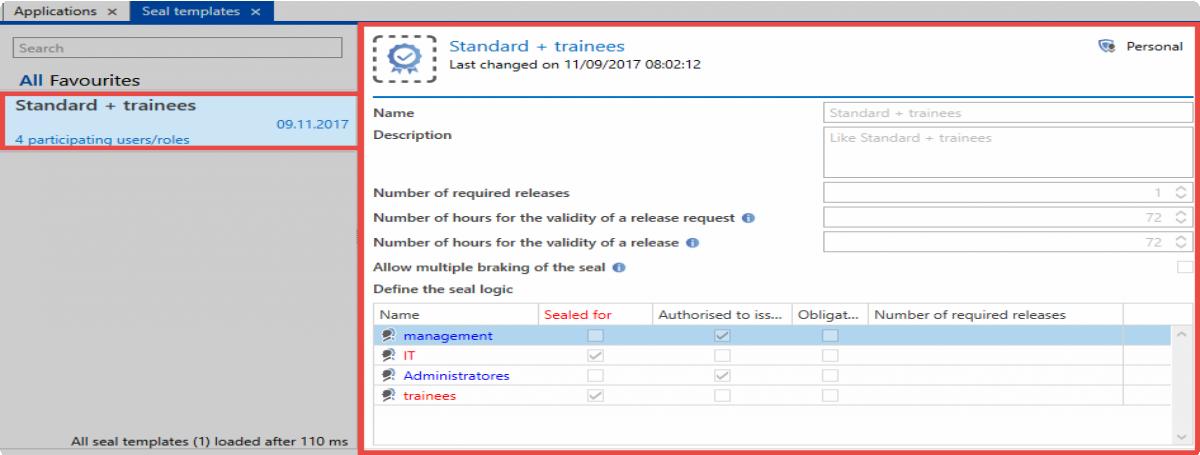 Applications ×
Seal templates ×
Search
All Favourites
Standard + trainees
09.11.2017
4 participating users/roles
All seal templates (1) loaded after 110 ms
Standard + trainees
Last changed on 11/09/2017 08:02:12
Personal
Name
Standard + trainees
Description
Like Standard + trainees
Number of required releases
1
Number of hours for the validity of a release request
72
Number of hours for the validity of a release
72
Allow multiple braking of the seal
Define the seal logic
Name Sealed for Authorised to iss... Obligat... Number of required releases
management
IT
Administratores
trainees